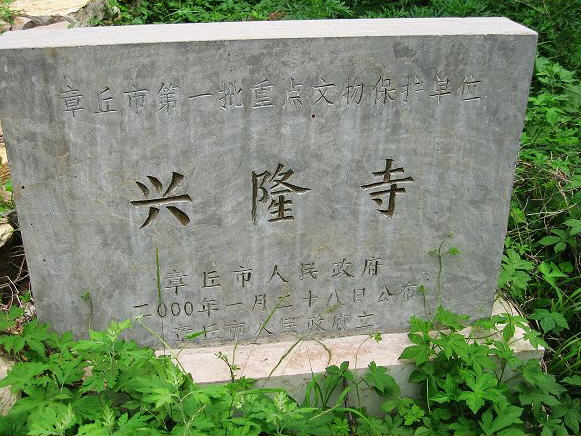 章丘市第一批重点文物保护单位
兴隆寺
章丘市人民政府
二000年一月二十八日公布
章丘市人民政府立